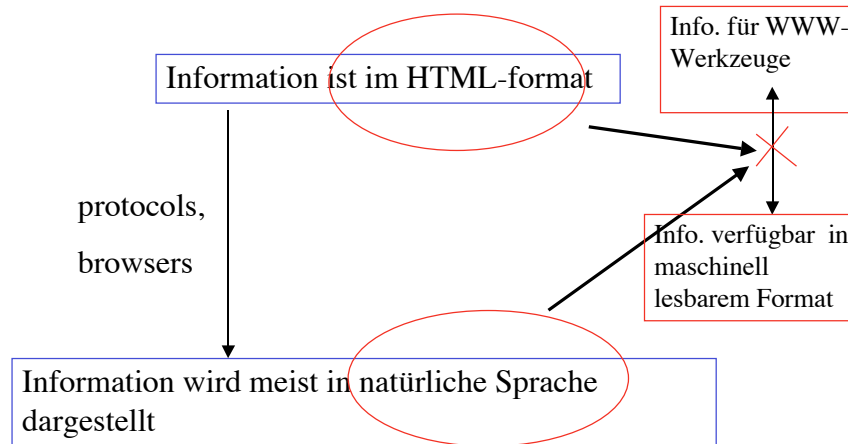 Info. für WWW-
Werkzeuge
Information ist im HTML-format
protocols,
browsers
Info. verfügbar in
maschinell
lesbarem Format
Information wird meist in natürliche Sprache
dargestellt